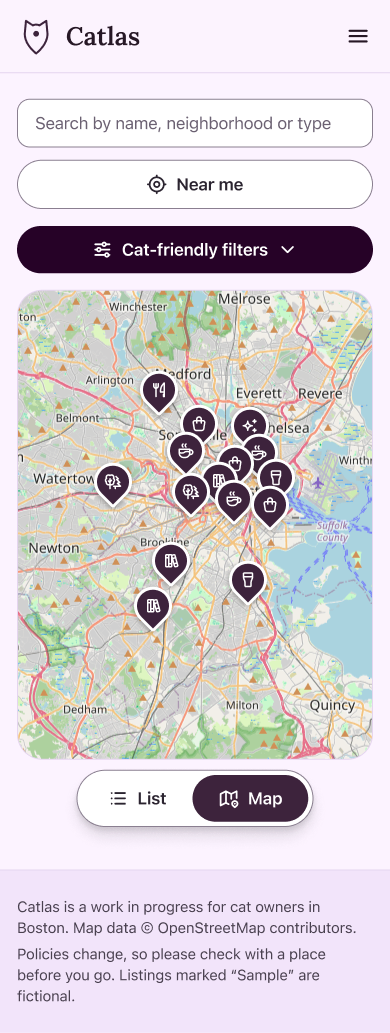 Catlas
Search by name, neighborhood or type
Near me
Cat-friendly filters
Melrose
Winchester
Medford
Arlington
Everett
Revere
Belmont
Chelsea
Watertow
Newton
Brookline
Suffolk
County
Dedham
Milton
Quincy
List
Map
Catlas is a work in progress for cat owners in
Boston. Map data © OpenStreetMap contributors.
Policies change, so please check with a place
before you go. Listings marked “Sample” are
fictional.